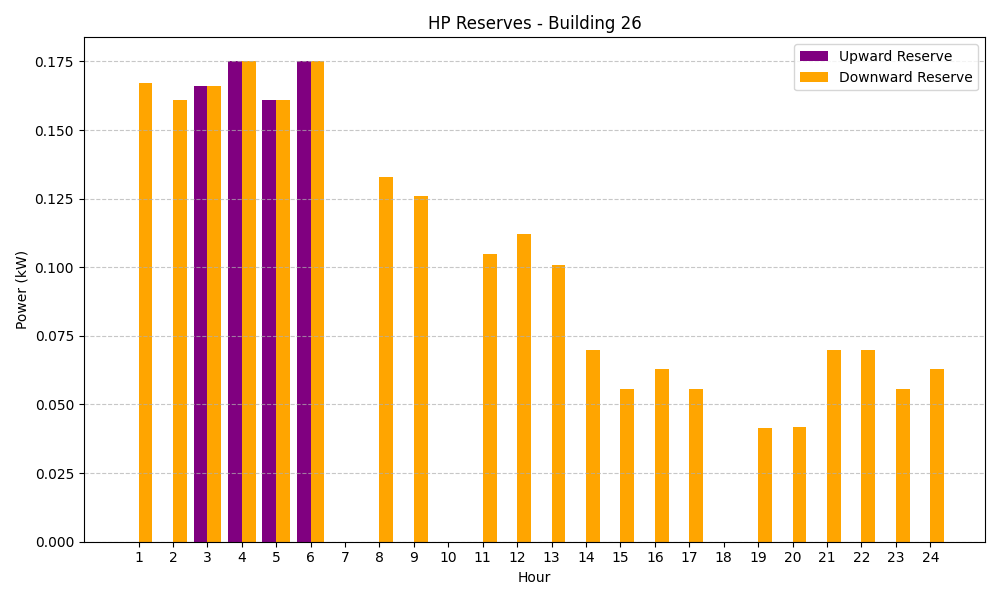 HP Reserves - Building 26
Upward Reserve
Downward Reserve
Power (kW)
0.175
0.150
0.125
0.100
0.075
0.050
0.025
0.000
1 2 3 4 5 6 7 8 9 10 11 12 13 14 15 16 17 18 19 20 21 22 23 24
Hour